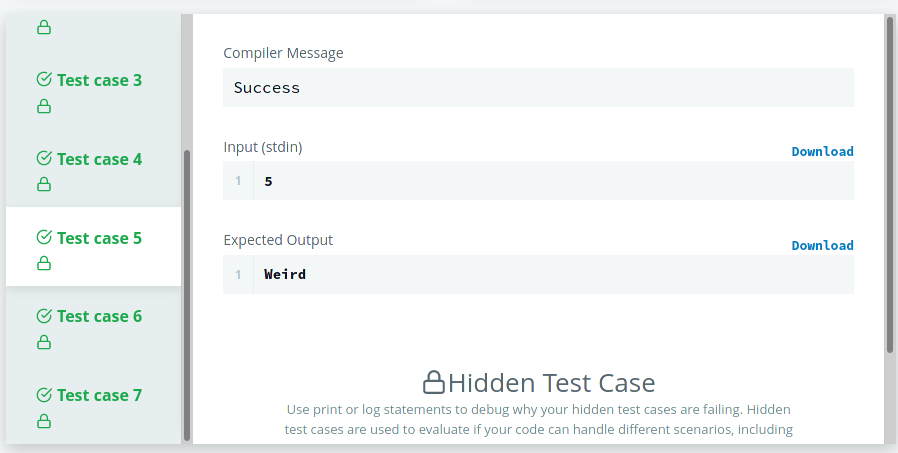 Test case 3
Test case 4
Test case 5
Test case 6
Test case 7
Compiler Message
Success
Input (stdin)
Download
1 5
Expected Output
Download
1 Weird
Hidden Test Case
Use print or log statements to debug why your hidden test cases are failing. Hidden
test cases are used to evaluate if your code can handle different scenarios, including